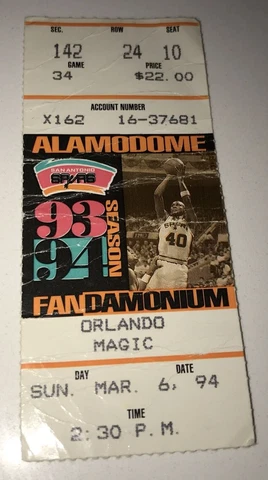 SEC. ROW SEAT
142 24 10
GAME PRICE
34 $22.00
ACCOUNT NUMBER
X162 16-37681
ALAMODOME
SAN ANTONIO
SPURS
93
94
SEASON
40
FANDAMONIUM
ORLANDO
MAGIC
DAY DATE
SUN. MAR. 6, 94
TIME
2:30 P.M.